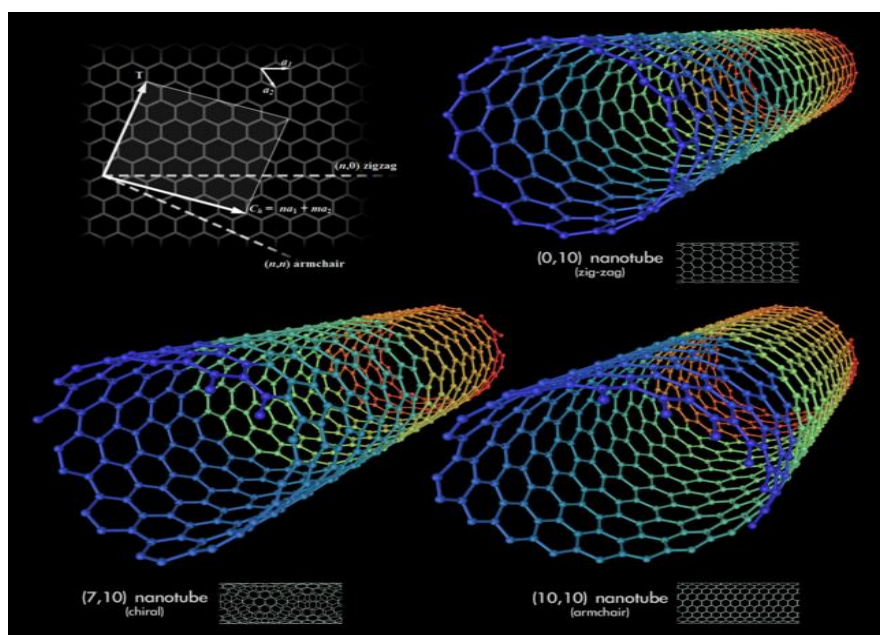 a₁
T
a₂
(n,0) zigzag
Cₕ = na₁ + ma₂
(n,n) armchair
(0,10) nanotube
(zig-zag)
(7,10) nanotube
(chiral)
(10,10) nanotube
(armchair)